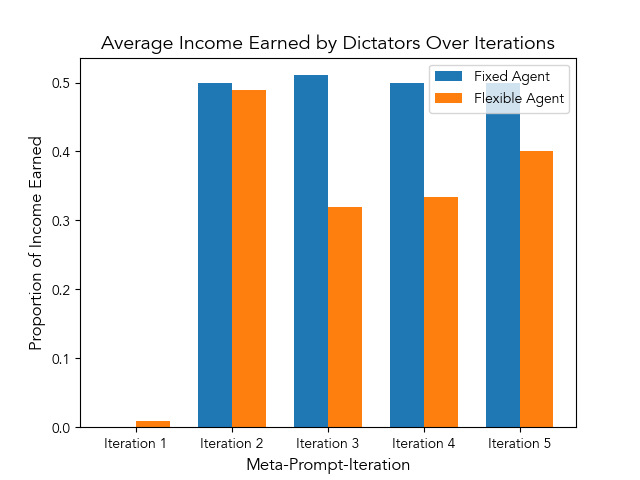 Average Income Earned by Dictators Over Iterations
Fixed Agent
Flexible Agent
Proportion of Income Earned
0.5
0.4
0.3
0.2
0.1
0.0
Iteration 1
Iteration 2
Iteration 3
Iteration 4
Iteration 5
Meta-Prompt-Iteration